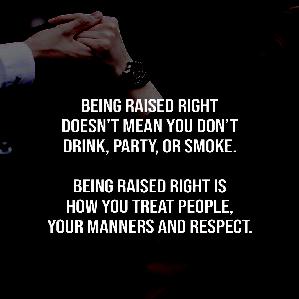 BEING RAISED RIGHT
DOESN'T MEAN YOU DON'T
DRINK, PARTY, OR SMOKE.
BEING RAISED RIGHT IS
HOW YOU TREAT PEOPLE,
YOUR MANNERS AND RESPECT.